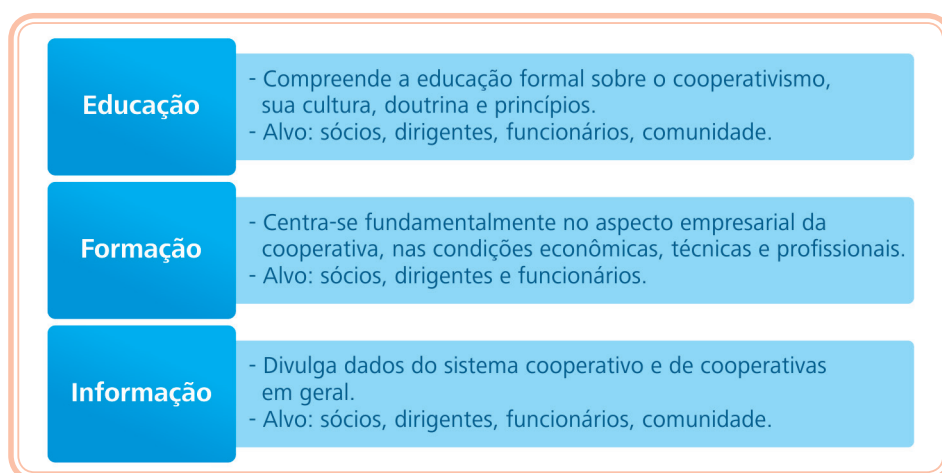 Educação
- Compreende a educação formal sobre o cooperativismo,
sua cultura, doutrina e princípios.
- Alvo: sócios, dirigentes, funcionários, comunidade.
Formação
- Centra-se fundamentalmente no aspecto empresarial da
cooperativa, nas condições econômicas, técnicas e profissionais.
- Alvo: sócios, dirigentes e funcionários.
Informação
- Divulga dados do sistema cooperativo e de cooperativas
em geral.
- Alvo: sócios, dirigentes, funcionários, comunidade.